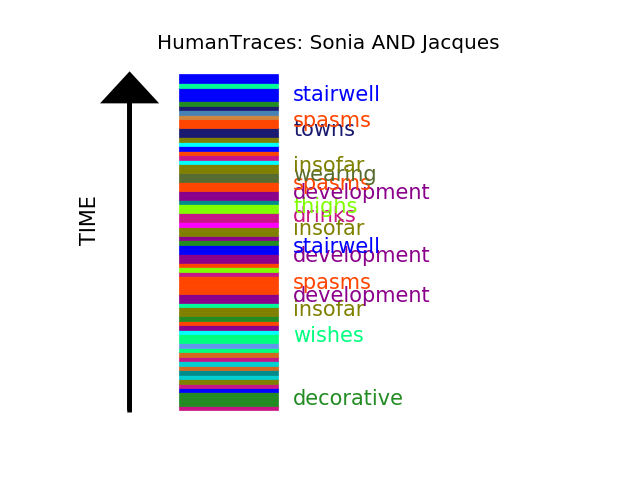 HumanTraces: Sonia AND Jacques
TIME
stairwell
spasms
towns
insofar
wearing
spasms
development
thighs
drinks
insofar
stairwell
development
spasms
development
insofar
wishes
decorative